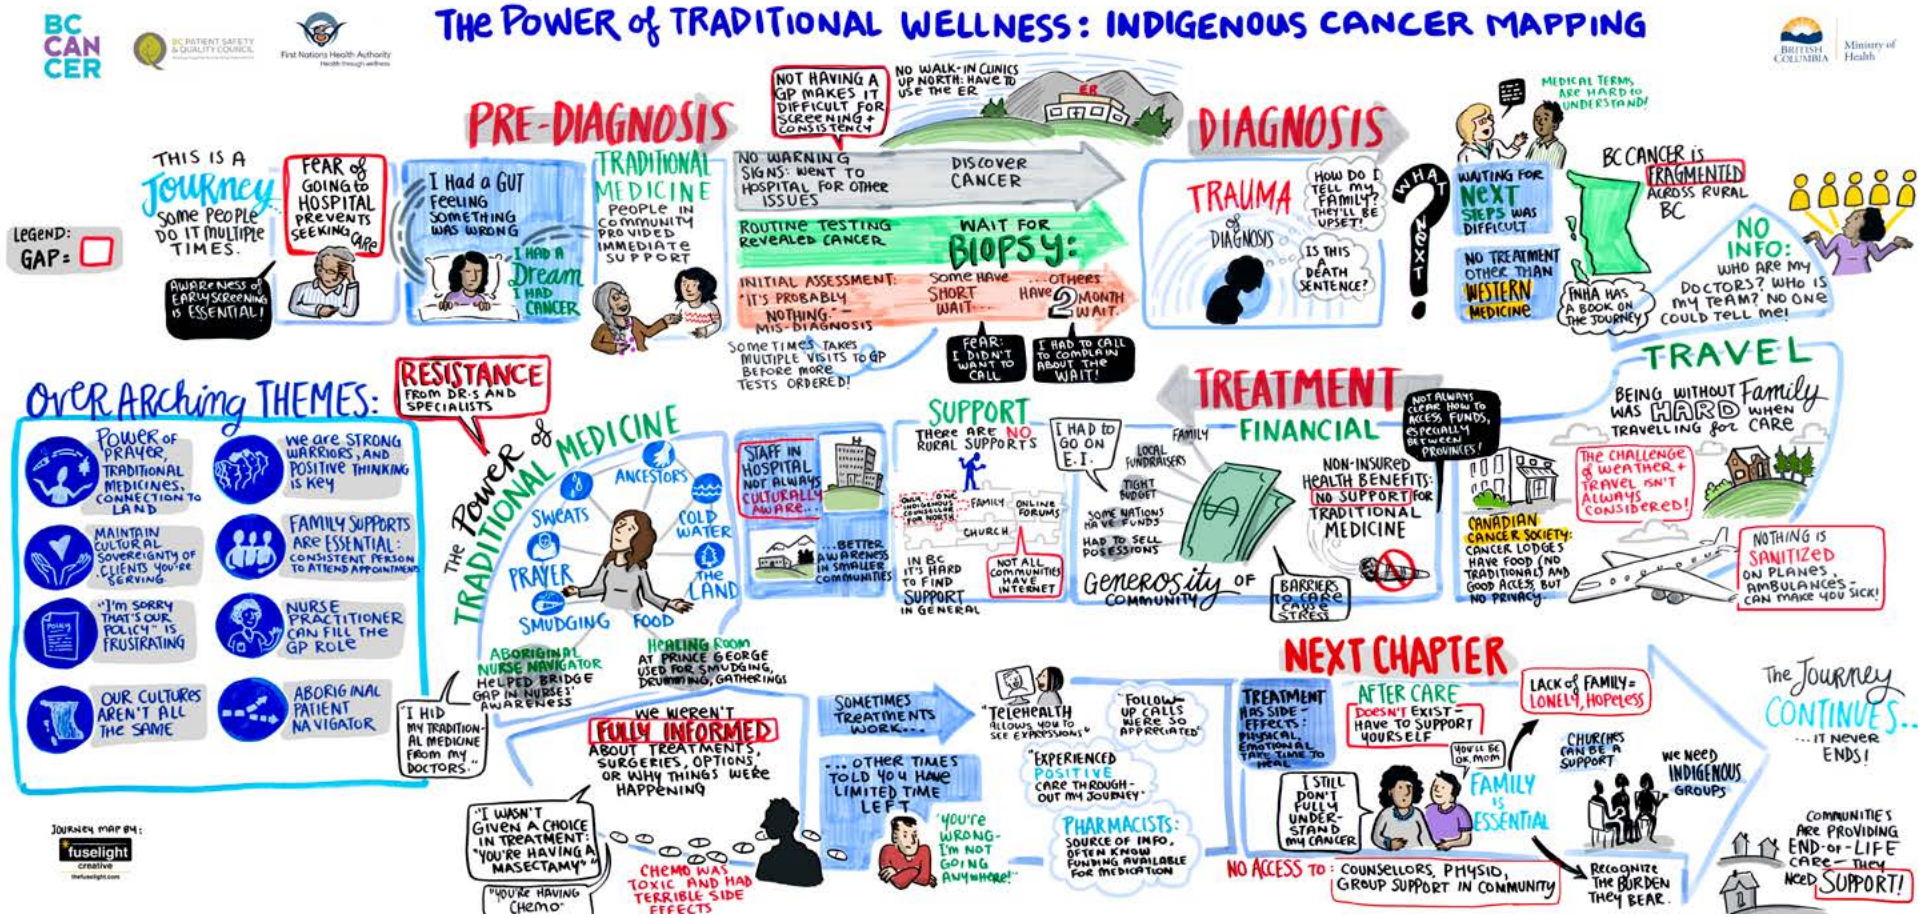 BC
CAN
CER
BC PATIENT SAFETY
& QUALITY COUNCIL
First Nations Health Authority
Health through wellness
THE POWER of TRADITIONAL WELLNESS: INDIGENOUS CANCER MAPPING
BRITISH
COLUMBIA
Ministry of
Health
LEGEND:
GAP =
THIS IS A
JOURNEY
SOME PEOPLE
DO IT MULTIPLE
TIMES.
AWARENESS of
EARLY SCREENING
IS ESSENTIAL!
PRE-DIAGNOSIS
FEAR of
GOING to
HOSPITAL
PREVENTS
SEEKING CARE
I Had a GUT
FEELING
SOMETHING
WAS WRONG
I HAD A
Dream
I HAD
CANCER
TRADITIONAL
MEDICINE
PEOPLE IN
COMMUNITY
PROVIDED
IMMEDIATE
SUPPORT
NOT HAVING A
GP MAKES IT
DIFFICULT FOR
SCREENING +
CONSISTENCY
NO WALK-IN CLINICS
UP NORTH: HAVE TO
USE THE ER
ER
NO WARNING
SIGNS: WENT TO
HOSPITAL FOR OTHER
ISSUES
DISCOVER
CANCER
ROUTINE TESTING
REVEALED CANCER
WAIT FOR
BIOPSY:
INITIAL ASSESSMENT:
"IT'S PROBABLY
NOTHING." -
MIS-DIAGNOSIS
SOME HAVE
SHORT
WAIT...
...OTHERS
HAVE 2 MONTH
WAIT.
SOMETIMES TAKES
MULTIPLE VISITS TO GP
BEFORE MORE
TESTS ORDERED!
FEAR:
I DIDN'T
WANT TO
CALL
I HAD TO CALL
TO COMPLAIN
ABOUT THE
WAIT!
DIAGNOSIS
TRAUMA
of
DIAGNOSIS
HOW DO I
TELL MY
FAMILY?
THEY'LL BE
UPSET!
IS THIS
A
DEATH
SENTENCE?
WHAT
NEXT
MEDICAL TERMS
ARE HARD to
UNDERSTAND!
WAITING FOR
NEXT
STEPS WAS
DIFFICULT
NO TREATMENT
OTHER THAN
WESTERN
MEDICINE
BC CANCER is
FRAGMENTED
ACROSS RURAL
BC
FNHA HAS
A BOOK ON
THE JOURNEY
NO
INFO:
WHO ARE MY
DOCTORS? WHO IS
MY TEAM? NO ONE
COULD TELL ME!
TRAVEL
BEING WITHOUT Family
WAS HARD WHEN
TRAVELLING for CARE
THE CHALLENGE
of WEATHER +
TRAVEL ISN'T
ALWAYS
CONSIDERED!
NOTHING IS
SANITIZED
ON PLANES,
AMBULANCES -
CAN MAKE YOU SICK!
CANADIAN
CANCER SOCIETY:
CANCER LODGES
HAVE FOOD (NO
TRADITIONAL) AND
GOOD ACCESS BUT
NO PRIVACY.
TREATMENT
FINANCIAL
NOT ALWAYS
CLEAR HOW TO
ACCESS FUNDS,
ESPECIALLY
BETWEEN
PROVINCES!
NON-INSURED
HEALTH BENEFITS:
NO SUPPORT FOR
TRADITIONAL
MEDICINE
BARRIERS
TO CARE
CAUSE
STRESS
I HAD TO
GO ON
E.I.
FAMILY
LOCAL
FUNDRAISERS
TIGHT
BUDGET
SOME NATIONS
HAVE FUNDS
HAD TO SELL
POSESSIONS
GENEROSITY OF
COMMUNITY
SUPPORT
THERE ARE NO
RURAL SUPPORTS
ONLY ONE
INDIGENOUS
COUNSELLOR
FOR NORTH!
FAMILY
ONLINE
FORUMS
CHURCH
IN BC
IT'S HARD
TO FIND
SUPPORT
IN GENERAL
NOT ALL
COMMUNITIES
HAVE
INTERNET
STAFF IN
HOSPITAL
NOT ALWAYS
CULTURALLY
AWARE...
...BETTER
AWARENESS
IN SMALLER
COMMUNITIES
RESISTANCE
FROM DR.S AND
SPECIALISTS
THE POWER of
TRADITIONAL MEDICINE
ANCESTORS
SWEATS
COLD
WATER
PRAYER
THE
LAND
SMUDGING
FOOD
ABORIGINAL
NURSE NAVIGATOR
HELPED BRIDGE
GAP IN NURSES'
AWARENESS
HEALING ROOM
AT PRINCE GEORGE
USED FOR SMUDGING,
DRUMMING, GATHERINGS
OVERARCHING THEMES:
POWER OF
PRAYER,
TRADITIONAL
MEDICINES,
CONNECTION TO
LAND
WE ARE STRONG
WARRIORS, AND
POSITIVE THINKING
IS KEY
MAINTAIN
CULTURAL
SOVEREIGNTY OF
CLIENTS YOU'RE
SERVING.
FAMILY SUPPORTS
ARE ESSENTIAL:
CONSISTENT PERSON
TO ATTEND APPOINTMENTS
POLICY
"I'M SORRY
THAT'S OUR
POLICY" IS
FRUSTRATING
NURSE
PRACTITIONER
CAN FILL THE
GP ROLE
OUR CULTURES
AREN'T ALL
THE SAME
ABORIGINAL
PATIENT
NAVIGATOR
"I HID
MY TRADITION-
AL MEDICINE
FROM MY
DOCTORS."
WE WEREN'T
FULLY INFORMED
ABOUT TREATMENTS,
SURGERIES, OPTIONS,
OR WHY THINGS WERE
HAPPENING
"I WASN'T
GIVEN A CHOICE
IN TREATMENT:
"YOU'RE HAVING A
MASECTAMY""
"YOU'RE HAVING
CHEMO"
CHEMO WAS
TOXIC AND HAD
TERRIBLE SIDE
EFFECTS
SOMETIMES
TREATMENTS
WORK...
...OTHER TIMES
TOLD YOU HAVE
LIMITED TIME
LEFT
"YOU'RE
WRONG-
I'M NOT
GOING
ANYWHERE!"
"TELEHEALTH
ALLOWS YOU TO
SEE EXPRESSIONS"
"FOLLOW-
UP CALLS
WERE SO
APPRECIATED"
"EXPERIENCED
POSITIVE
CARE THROUGH-
OUT MY JOURNEY"
PHARMACISTS:
SOURCE OF INFO,
OFTEN KNOW
FUNDING AVAILABLE
FOR MEDICATION
NEXT CHAPTER
TREATMENT
HAS SIDE-
EFFECTS:
PHYSICAL,
EMOTIONAL
TAKE TIME TO
HEAL
AFTER CARE
DOESN'T EXIST -
HAVE TO SUPPORT
YOURSELF
I STILL
DON'T
FULLY
UNDER-
STAND
MY CANCER
YOU'LL BE
OK, MOM
LACK of FAMILY =
LONELY, HOPELESS
FAMILY
IS
ESSENTIAL
CHURCHES
CAN BE A
SUPPORT
WE NEED
INDIGENOUS
GROUPS
NO ACCESS TO: COUNSELLORS, PHYSIO,
GROUP SUPPORT IN COMMUNITY
RECOGNIZE
THE BURDEN
THEY BEAR.
The Journey
CONTINUES...
...IT NEVER
ENDS!
COMMUNITIES
ARE PROVIDING
END-OF-LIFE
CARE - THEY
NEED SUPPORT!
JOURNEY MAP BY:
fuselight
creative
thefuselight.com